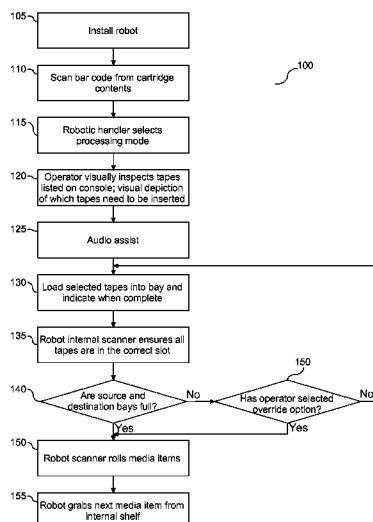 105
Install robot
110
100
Scan bar code from cartridge
contents
115
Robotic handler selects
processing mode
120
Operator visually inspects tapes
listed on console; visual depiction
of which tapes need to be inserted
125
Audio assist
130
Load selected tapes into bay and
indicate when complete
135
Robot internal scanner ensures all
tapes are in the correct slot
150
140
Are source and
destination bays full?
No
Has operator selected
override option?
No
Yes
Yes
150
Robot scanner rolls media items
155
Robot grabs next media item from
internal shelf